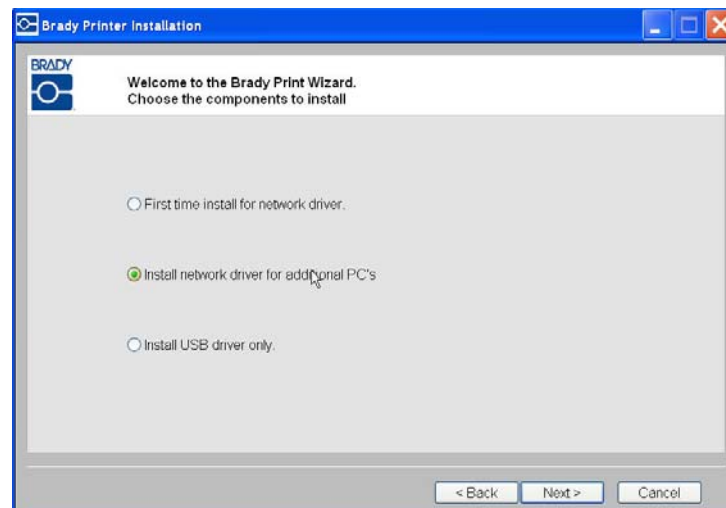 Brady Printer Installation
BRADY
Welcome to the Brady Print Wizard.
Choose the components to install
First time install for network driver.
Install network driver for additional PC's
Install USB driver only.
< Back Next > Cancel